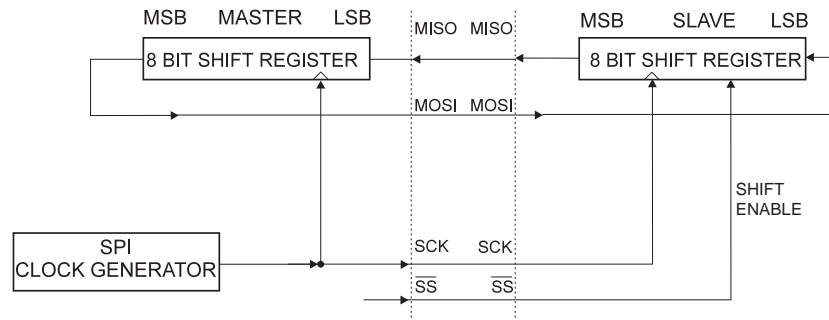 MSB MASTER LSB
8 BIT SHIFT REGISTER
MISO MISO
MSB SLAVE LSB
8 BIT SHIFT REGISTER
MOSI MOSI
SHIFT
ENABLE
SPI
CLOCK GENERATOR
SCK SCK
SS SS